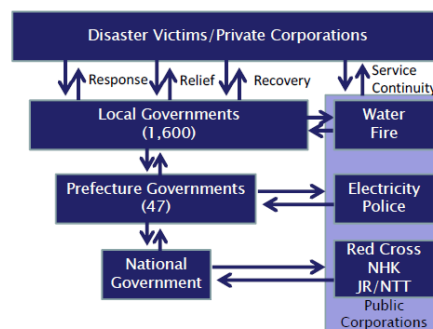 Disaster Victims/Private Corporations
Response
Relief
Recovery
Service
Continuity
Local Governments
(1,600)
Water
Fire
Prefecture Governments
(47)
Electricity
Police
National
Government
Red Cross
NHK
JR/NTT
Public
Corporations